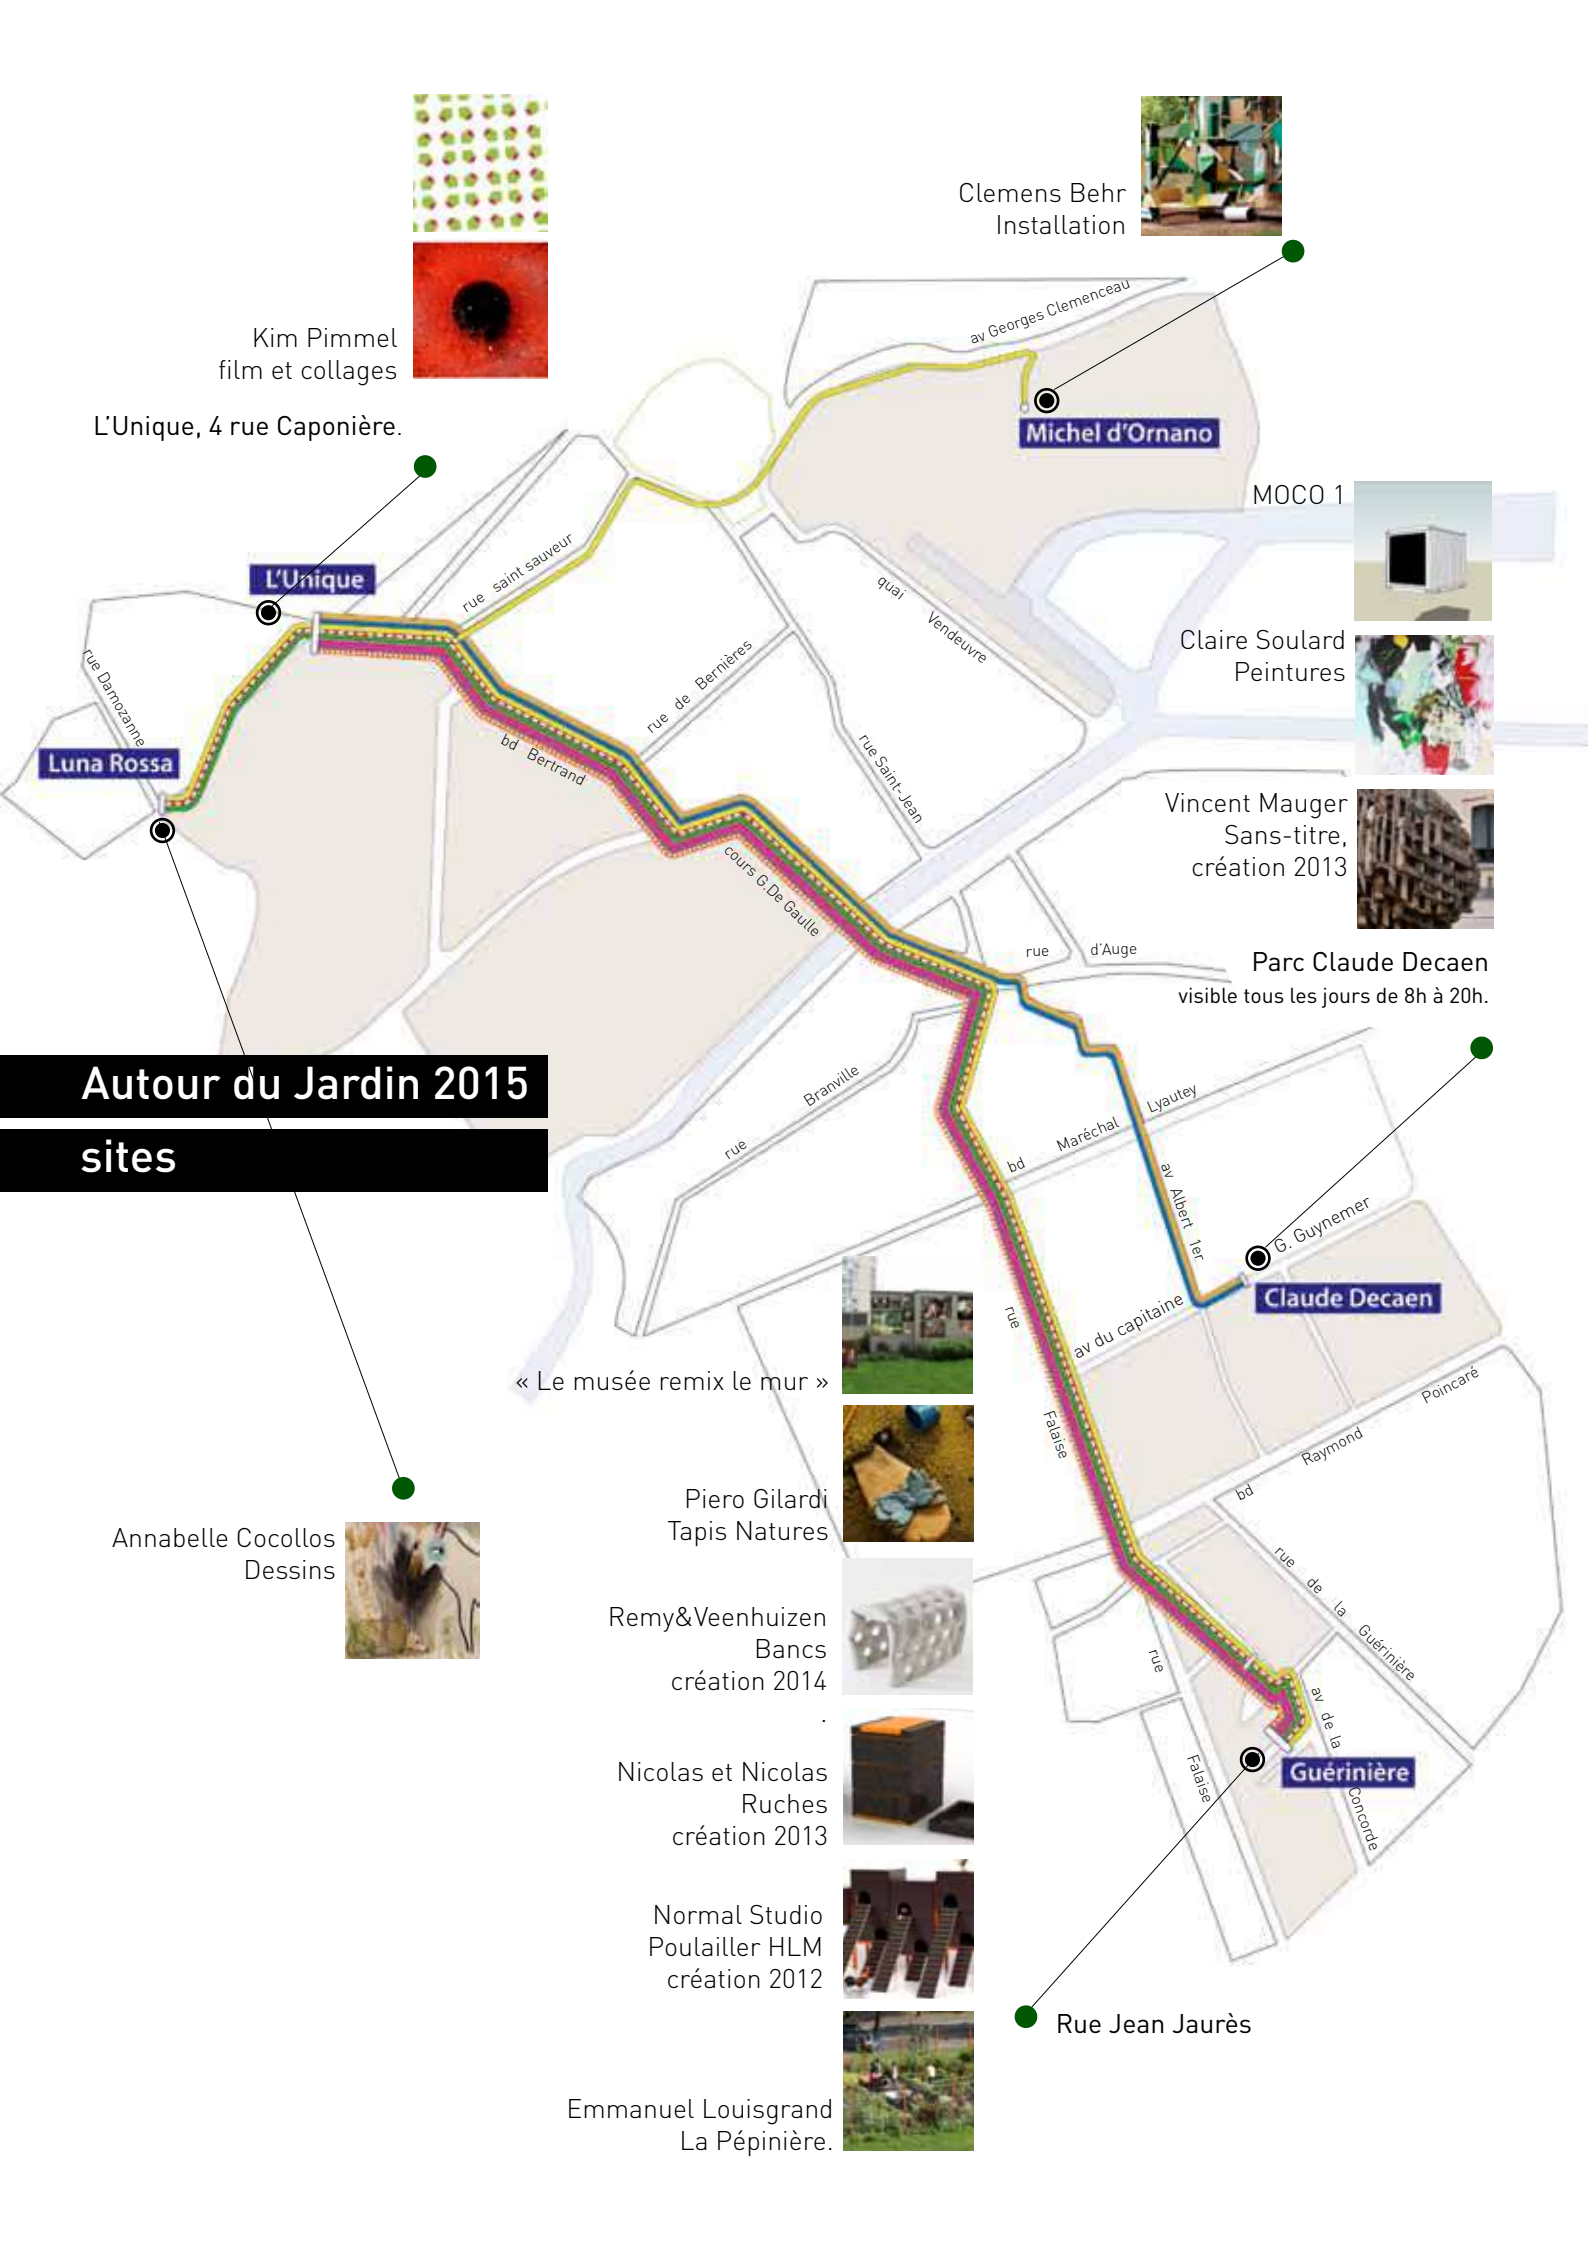 Clemens Behr
Installation
Kim Pimmel
film et collages
L'Unique, 4 rue Caponière.
av Georges Clemenceau
Michel d'Ornano
MOCO 1
L'Unique
rue saint sauveur
quai Vendeuvre
Claire Soulard
Peintures
rue Damozanne
rue de Bernières
Luna Rossa
bd Bertrand
rue Saint-Jean
Vincent Mauger
Sans-titre,
création 2013
cours G.De Gaulle
rue d'Auge
Parc Claude Decaen
visible tous les jours de 8h à 20h.
Autour du Jardin 2015
sites
rue Branville
bd Maréchal Lyautey
av Albert 1er
av du capitaine G. Guynemer
Claude Decaen
rue Falaise
« Le musée remix le mur »
bd Raymond Poincaré
Piero Gilardi
Tapis Natures
Annabelle Cocollos
Dessins
rue de la Guérinière
Remy&Veenhuizen
Bancs
création 2014
.
rue Falaise
av de la Concorde
Guérinière
Nicolas et Nicolas
Ruches
création 2013
Normal Studio
Poulailler HLM
création 2012
Rue Jean Jaurès
Emmanuel Louisgrand
La Pépinière.